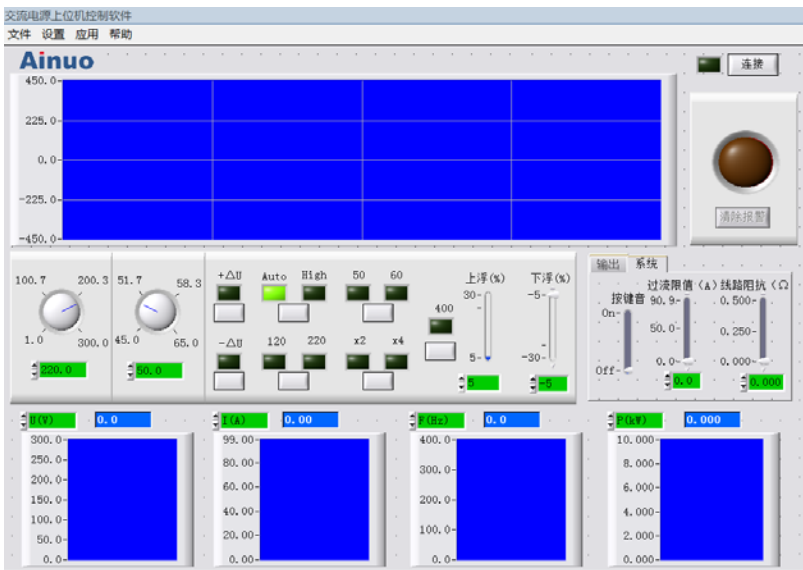 交流电源上位机控制软件
文件 设置 应用 帮助
Ainuo
连接
450.0
225.0
0.0
-225.0
-450.0
清除报警
100.7 200.3
1.0 300.0
220.0
51.7 58.3
45.0 65.0
50.0
+△U Auto High 50 60
-△U 120 220 x2 x4
400
上浮(%) 下浮(%)
30 -5
5 -30
5 -5
输出 系统
按键音 过流限值(A) 线路阻抗(Ω
On 90.9 0.500
50.0 0.250
Off 0.0 0.000
0.9 0.000
U(V) 0.0 I(A) 0.00 F(Hz) 0.0 P(kW) 0.000
300.0 99.00 400.0 10.000
250.0 80.00 300.0 8.000
200.0 60.00 200.0 6.000
150.0 40.00 100.0 4.000
100.0 20.00 0.0 2.000
50.0 0.00 0.000
0.0